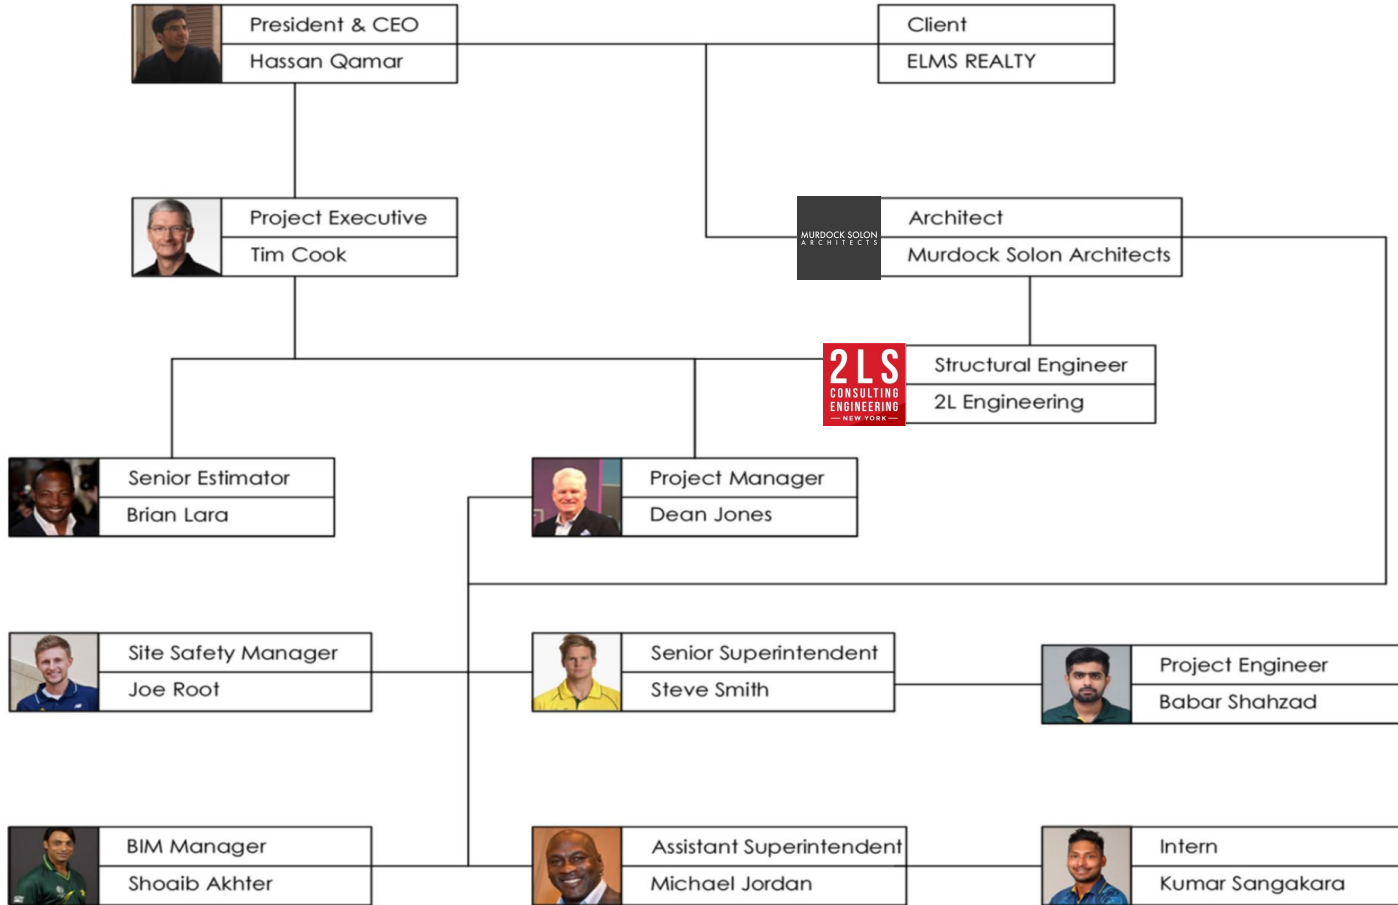 President & CEO
Hassan Qamar
Client
ELMS REALTY
Project Executive
Tim Cook
MURDOCK SOLON
ARCHITECTS
Architect
Murdock Solon Architects
2LS
CONSULTING
ENGINEERING
— NEW YORK —
Structural Engineer
2L Engineering
Senior Estimator
Brian Lara
Project Manager
Dean Jones
Site Safety Manager
Joe Root
Senior Superintendent
Steve Smith
Project Engineer
Babar Shahzad
BIM Manager
Shoaib Akhter
Assistant Superintendent
Michael Jordan
Intern
Kumar Sangakara